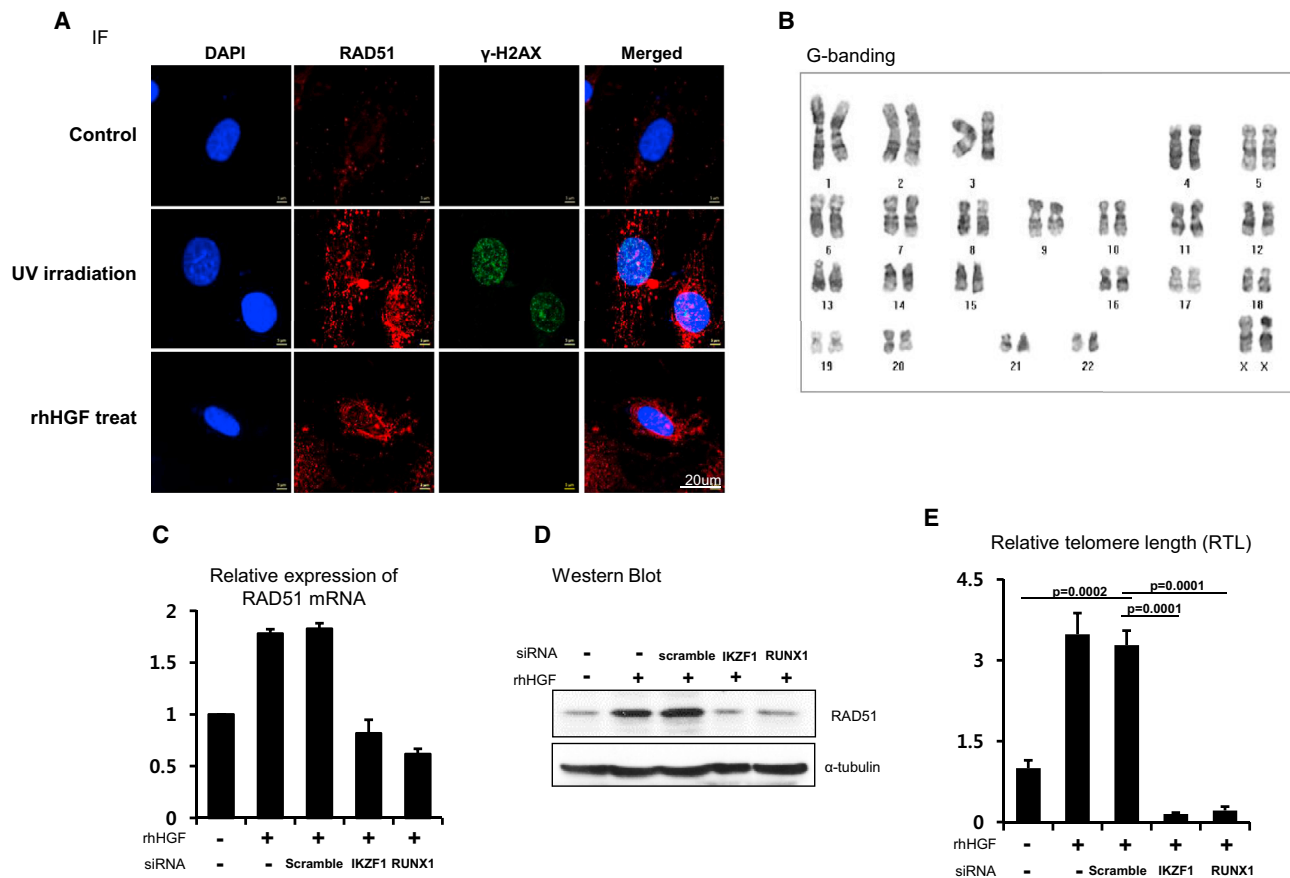 A
IF
DAPI RAD51 γ-H2AX Merged
Control
UV irradiation
rhHGF treat
20um
B
G-banding
1 2 3 4 5
6 7 8 9 10 11 12
13 14 15 16 17 18
19 20 21 22 X X
C
Relative expression of
RAD51 mRNA
2
1.5
1
0.5
0
rhHGF - + + + +
siRNA - Scramble IKZF1 RUNX1
D
Western Blot
siRNA - - scramble IKZF1 RUNX1
rhHGF - + + + +
RAD51
α-tubulin
E
Relative telomere length (RTL)
4.5
3
1.5
0
p=0.0002
p=0.0001
p=0.0001
rhHGF - + + + +
siRNA - - Scramble IKZF1 RUNX1